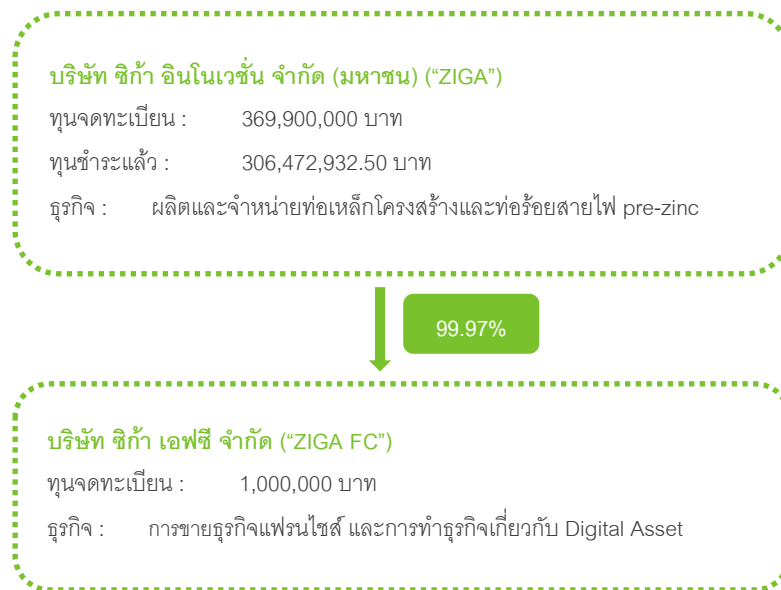 บริษัท ซิก้า อินโนเวชั่น จำกัด (มหาชน) (“ZIGA”)
ทุนจดทะเบียน : 369,900,000 บาท
ทุนชำระแล้ว : 306,472,932.50 บาท
ธุรกิจ : ผลิตและจำหน่ายท่อเหล็กโครงสร้างและท่อร้อยสายไฟ pre-zinc
99.97%
บริษัท ซิก้า เอฟซี จำกัด (“ZIGA FC”)
ทุนจดทะเบียน : 1,000,000 บาท
ธุรกิจ : การขายธุรกิจแฟรนไชส์ และการทำธุรกิจเกี่ยวกับ Digital Asset